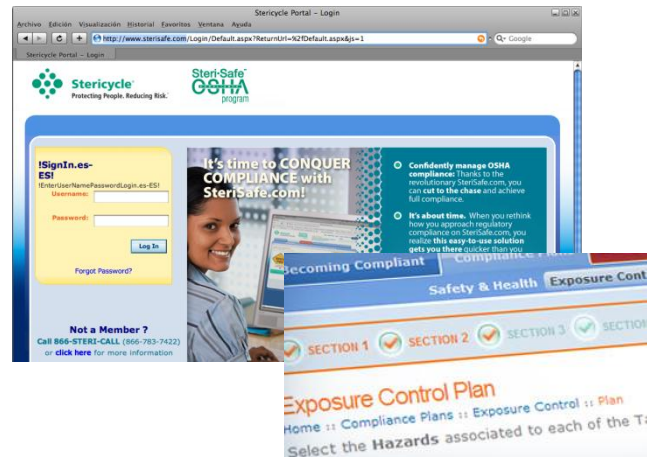 Stericycle Portal – Login
Archivo Edición Visualización Historial Favoritos Ventana Ayuda
http://www.sterisafe.com/Login/Default.aspx?ReturnUrl=%2fDefault.aspx&js=1
Google
Stericycle Portal – Login
Stericycle
Protecting People. Reducing Risk.
Steri·Safe
OSHA
program
!SignIn.es-
ES!
!EnterUserNamePasswordLogin.es-ES!
Username:
Password:
Log In
Forgot Password?
Not a Member ?
Call 866-STERI-CALL (866-783-7422)
or click here for more information
It's time to CONQUER
COMPLIANCE with
SteriSafe.com!
Confidently manage OSHA
compliance: Thanks to the
revolutionary SteriSafe.com, you
can cut to the chase and achieve
full compliance.
It's about time. When you rethink
how you approach regulatory
compliance on SteriSafe.com, you
realize this easy-to-use solution
gets you there quicker than you
Becoming Compliant Compliance Plans
Safety & Health Exposure Cont
SECTION 1 SECTION 2 SECTION 3 SECTION
Exposure Control Plan
Home :: Compliance Plans :: Exposure Control :: Plan
Select the Hazards associated to each of the Ta